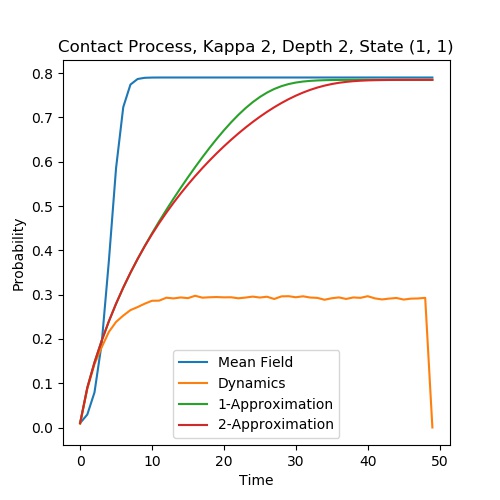 Contact Process, Kappa 2, Depth 2, State (1, 1)
Probability
0.8
0.7
0.6
0.5
0.4
0.3
0.2
0.1
0.0
Mean Field
Dynamics
1-Approximation
2-Approximation
0 10 20 30 40 50
Time